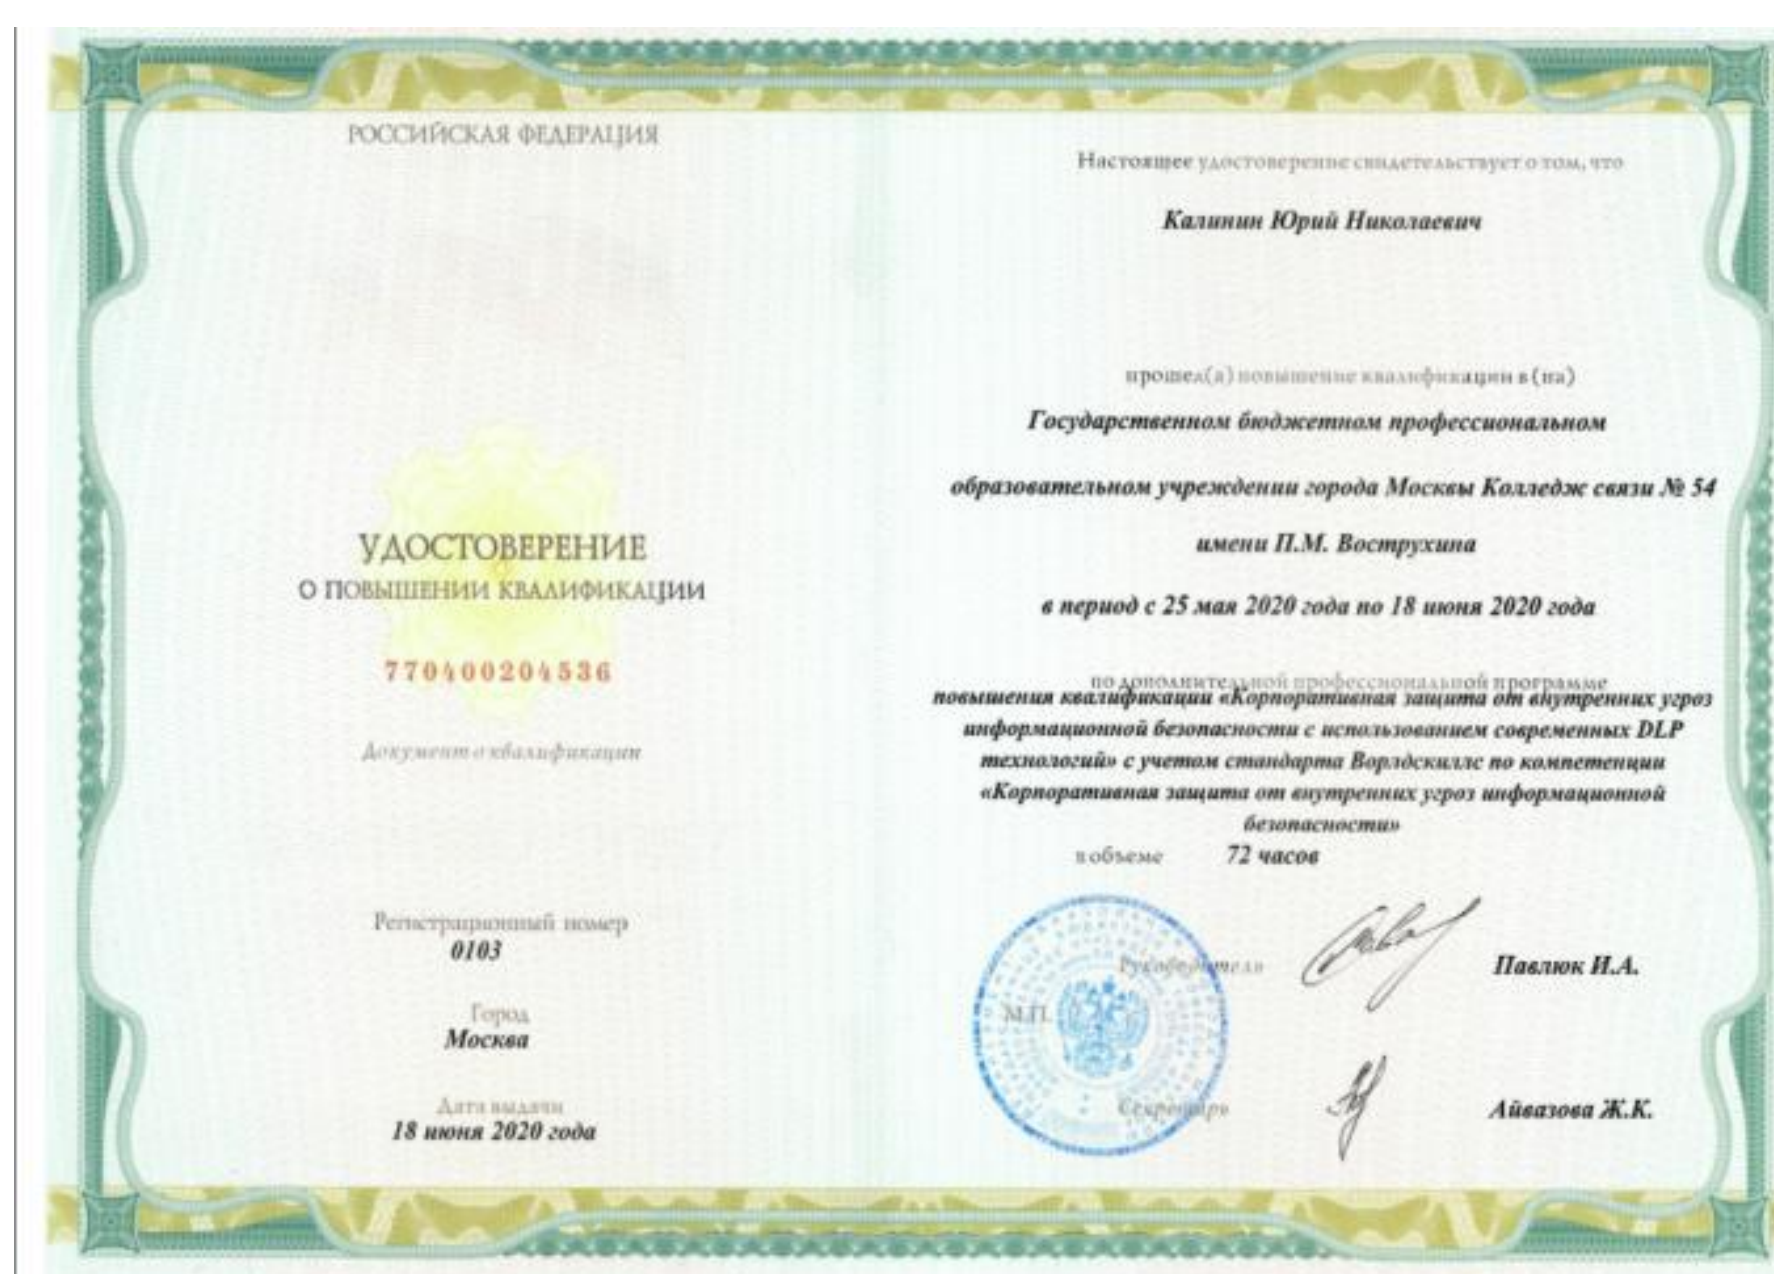 РОССИЙСКАЯ ФЕДЕРАЦИЯ
УДОСТОВЕРЕНИЕ
О ПОВЫШЕНИИ КВАЛИФИКАЦИИ
770400204536
Документ о квалификации
Регистрационный номер
0103
Город
Москва
Дата выдачи
18 июня 2020 года
Настоящее удостоверение свидетельствует о том, что
Калинин Юрий Николаевич
прошел(а) повышение квалификации в (на)
Государственном бюджетном профессиональном
образовательном учреждении города Москвы Колледж связи № 54
имени П.М. Вострухина
в период с 25 мая 2020 года по 18 июня 2020 года
по дополнительной профессиональной программе
повышения квалификации «Корпоративная защита от внутренних угроз
информационной безопасности с использованием современных DLP
технологий» с учетом стандарта Ворлдскиллс по компетенции
«Корпоративная защита от внутренних угроз информационной
безопасности»
в объеме 72 часов
Руководитель Павлюк И.А.
М.П.
Секретарь Айвазова Ж.К.